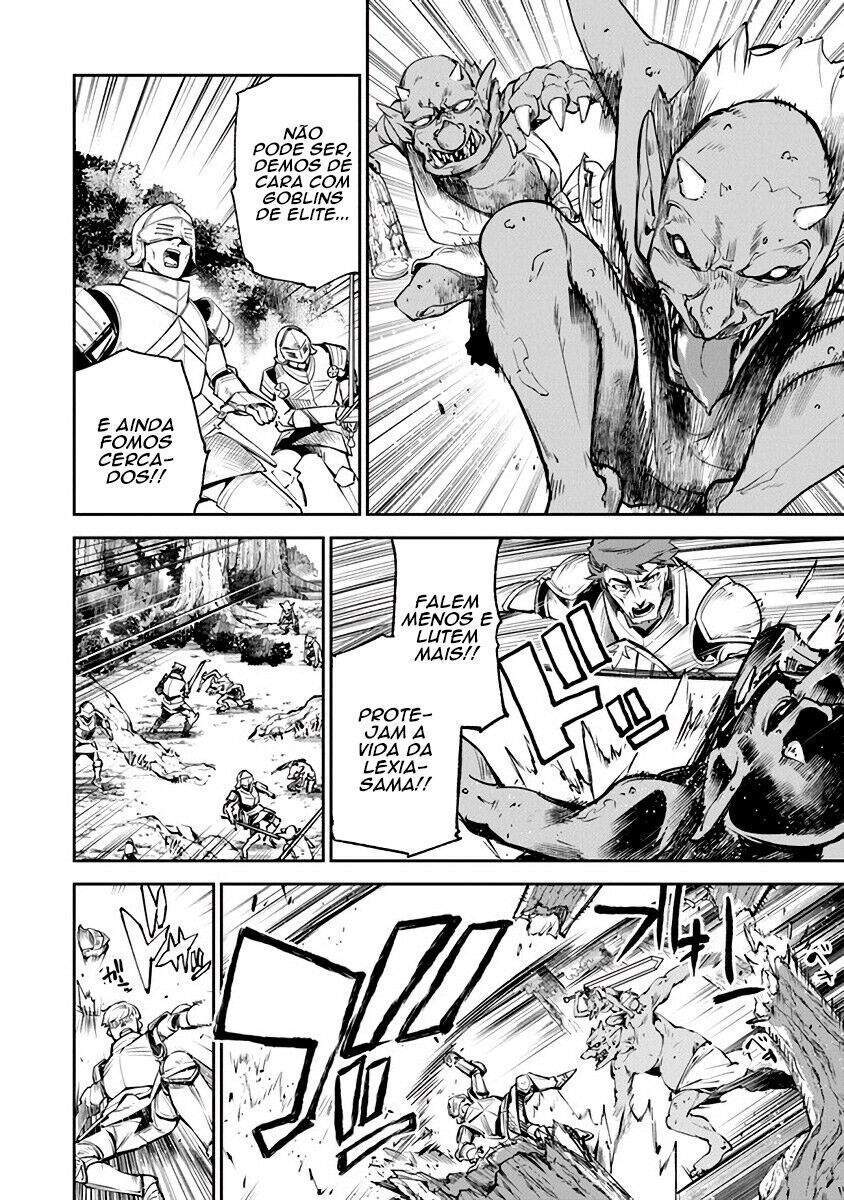 NÃO
PODE SER,
DEMOS DE
CARA COM
GOBLINS
DE ELITE...
E AINDA
FOMOS
CERCA-
DOS!!
FALEM
MENOS E
LUTEM
MAIS!!
PROTE-
JAM A
VIDA DA
LEXIA-
SAMA!!